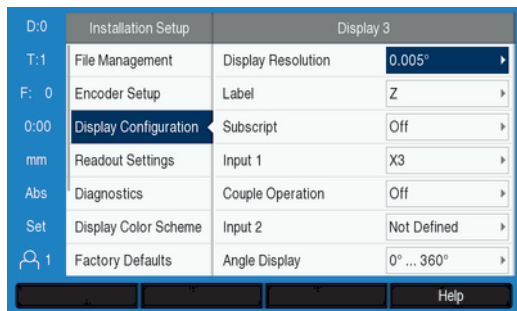 D:0 Installation Setup Display 3
T:1 File Management Display Resolution 0.005°
F: 0 Encoder Setup Label Z
0:00 Display Configuration Subscript Off
mm Readout Settings Input 1 X3
Abs Diagnostics Couple Operation Off
Set Display Color Scheme Input 2 Not Defined
1 Factory Defaults Angle Display 0° ... 360°
Help